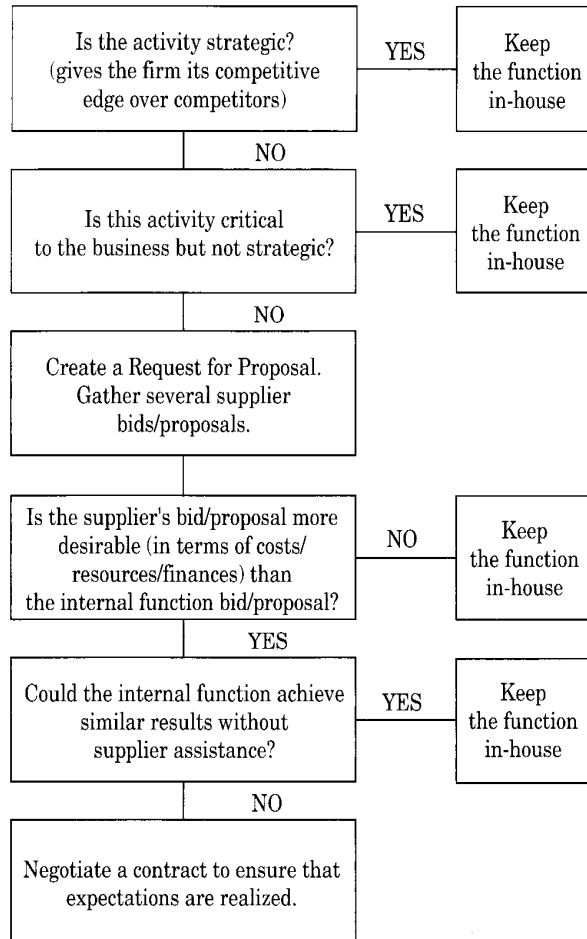 Is the activity strategic?
(gives the firm its competitive
edge over competitors)
YES
Keep
the function
in-house
NO
Is this activity critical
to the business but not strategic?
YES
Keep
the function
in-house
NO
Create a Request for Proposal.
Gather several supplier
bids/proposals.
Is the supplier's bid/proposal more
desirable (in terms of costs/
resources/finances) than
the internal function bid/proposal?
NO
Keep
the function
in-house
YES
Could the internal function achieve
similar results without
supplier assistance?
YES
Keep
the function
in-house
NO
Negotiate a contract to ensure that
expectations are realized.